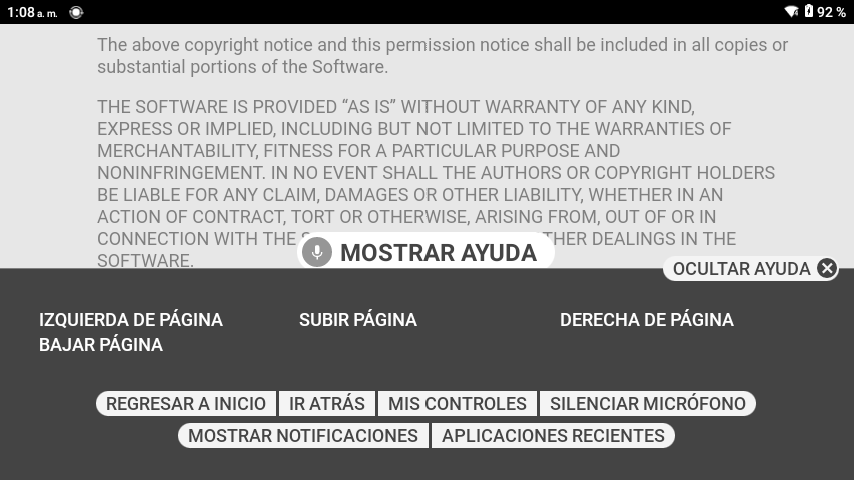 1:08 a. m. 92 %
The above copyright notice and this permission notice shall be included in all copies or
substantial portions of the Software.
THE SOFTWARE IS PROVIDED “AS IS” WITHOUT WARRANTY OF ANY KIND,
EXPRESS OR IMPLIED, INCLUDING BUT NOT LIMITED TO THE WARRANTIES OF
MERCHANTABILITY, FITNESS FOR A PARTICULAR PURPOSE AND
NONINFRINGEMENT. IN NO EVENT SHALL THE AUTHORS OR COPYRIGHT HOLDERS
BE LIABLE FOR ANY CLAIM, DAMAGES OR OTHER LIABILITY, WHETHER IN AN
ACTION OF CONTRACT, TORT OR OTHERWISE, ARISING FROM, OUT OF OR IN
CONNECTION WITH THE DEALINGS IN THE
SOFTWARE.
MOSTRAR AYUDA
OCULTAR AYUDA
IZQUIERDA DE PÁGINA SUBIR PÁGINA DERECHA DE PÁGINA
BAJAR PÁGINA
REGRESAR A INICIO IR ATRÁS MIS CONTROLES SILENCIAR MICRÓFONO
MOSTRAR NOTIFICACIONES APLICACIONES RECIENTES